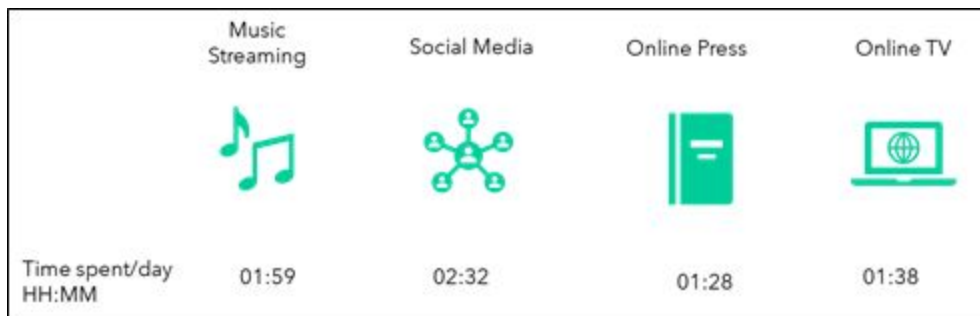 Music
Streaming
Social Media
Online Press
Online TV
Time spent/day
HH:MM
01:59
02:32
01:28
01:38